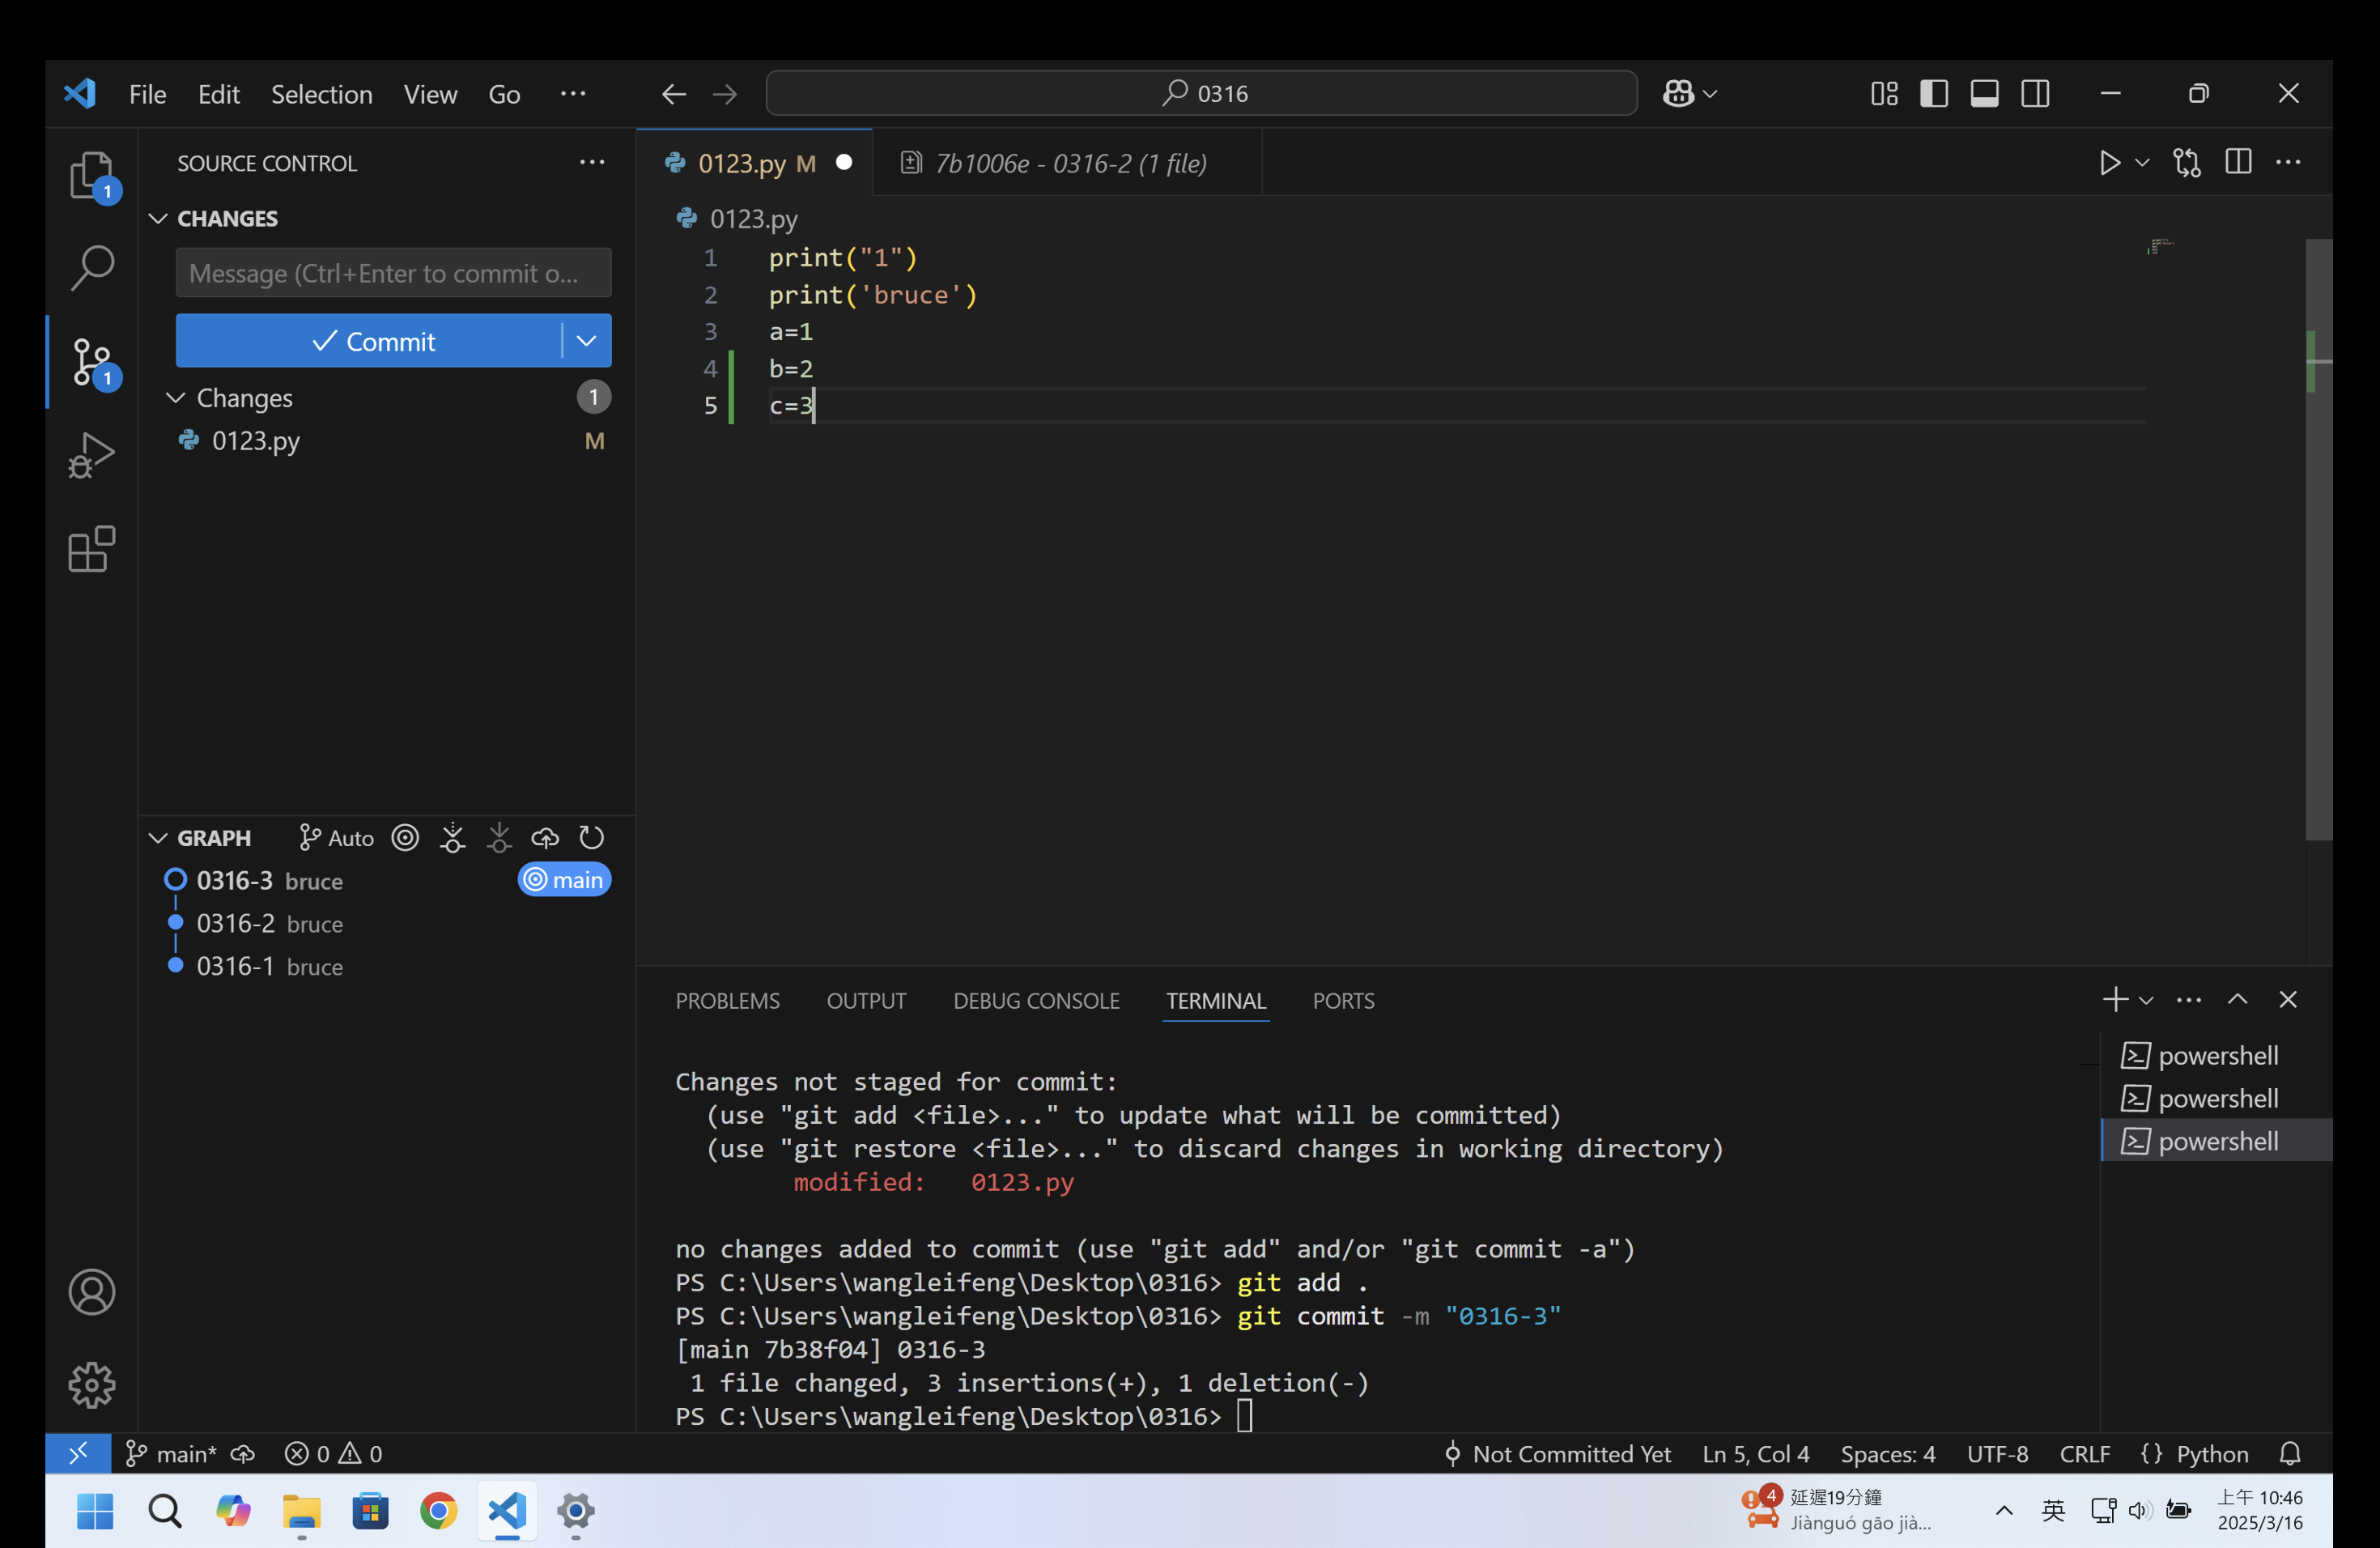 File Edit Selection View Go ...
0316
SOURCE CONTROL
CHANGES
Message (Ctrl+Enter to commit o...
Commit
Changes 1
0123.py M
1
1
0123.py M
7b1006e - 0316-2 (1 file)
0123.py
1 print("1")
2 print('bruce')
3 a=1
4 b=2
5 c=3
GRAPH Auto
0316-3 bruce main
0316-2 bruce
0316-1 bruce
PROBLEMS OUTPUT DEBUG CONSOLE TERMINAL PORTS
Changes not staged for commit:
(use "git add <file>..." to update what will be committed)
(use "git restore <file>..." to discard changes in working directory)
modified: 0123.py
no changes added to commit (use "git add" and/or "git commit -a")
PS C:\Users\wangleifeng\Desktop\0316> git add .
PS C:\Users\wangleifeng\Desktop\0316> git commit -m "0316-3"
[main 7b38f04] 0316-3
1 file changed, 3 insertions(+), 1 deletion(-)
PS C:\Users\wangleifeng\Desktop\0316>
powershell
powershell
powershell
main* 0 0 Not Committed Yet Ln 5, Col 4 Spaces: 4 UTF-8 CRLF {} Python
4 延遲19分鐘
Jiànguó gāo jià...
英
上午 10:46
2025/3/16